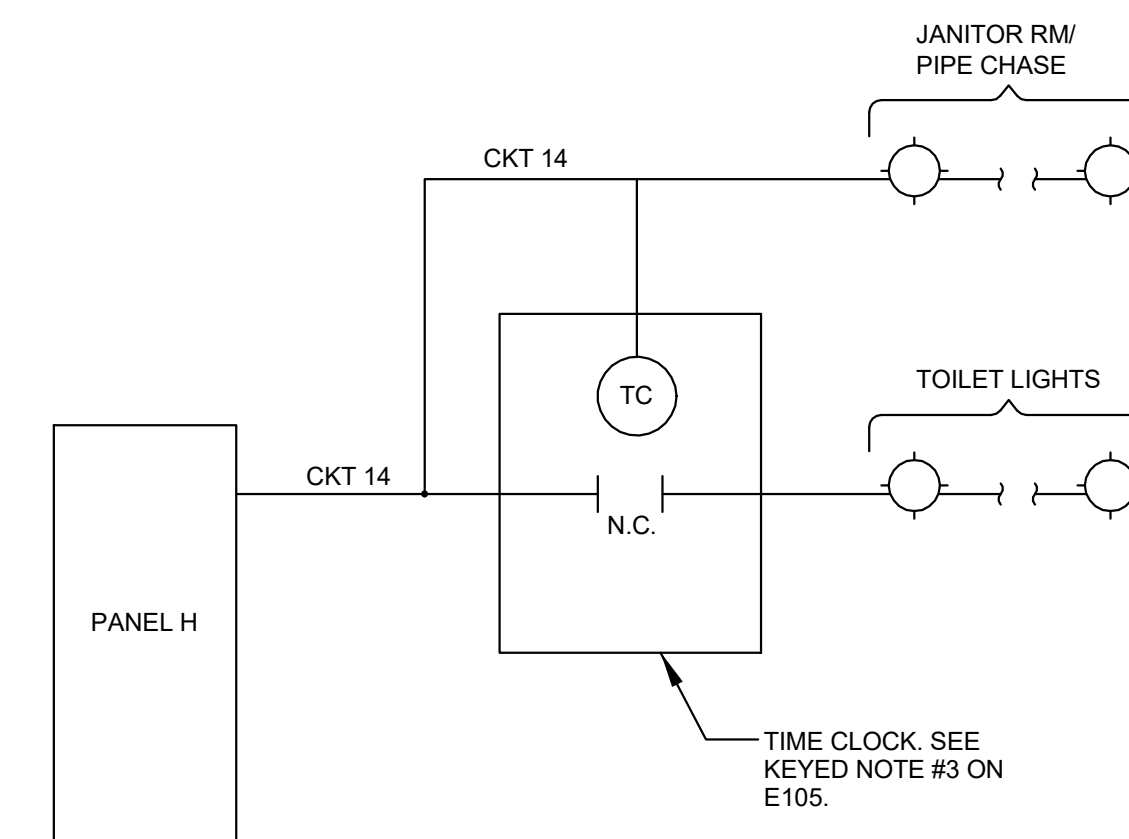 JANITOR RM/
PIPE CHASE
CKT 14
TC
TOILET LIGHTS
CKT 14
N.C.
PANEL H
TIME CLOCK. SEE
KEYED NOTE #3 ON
E105.